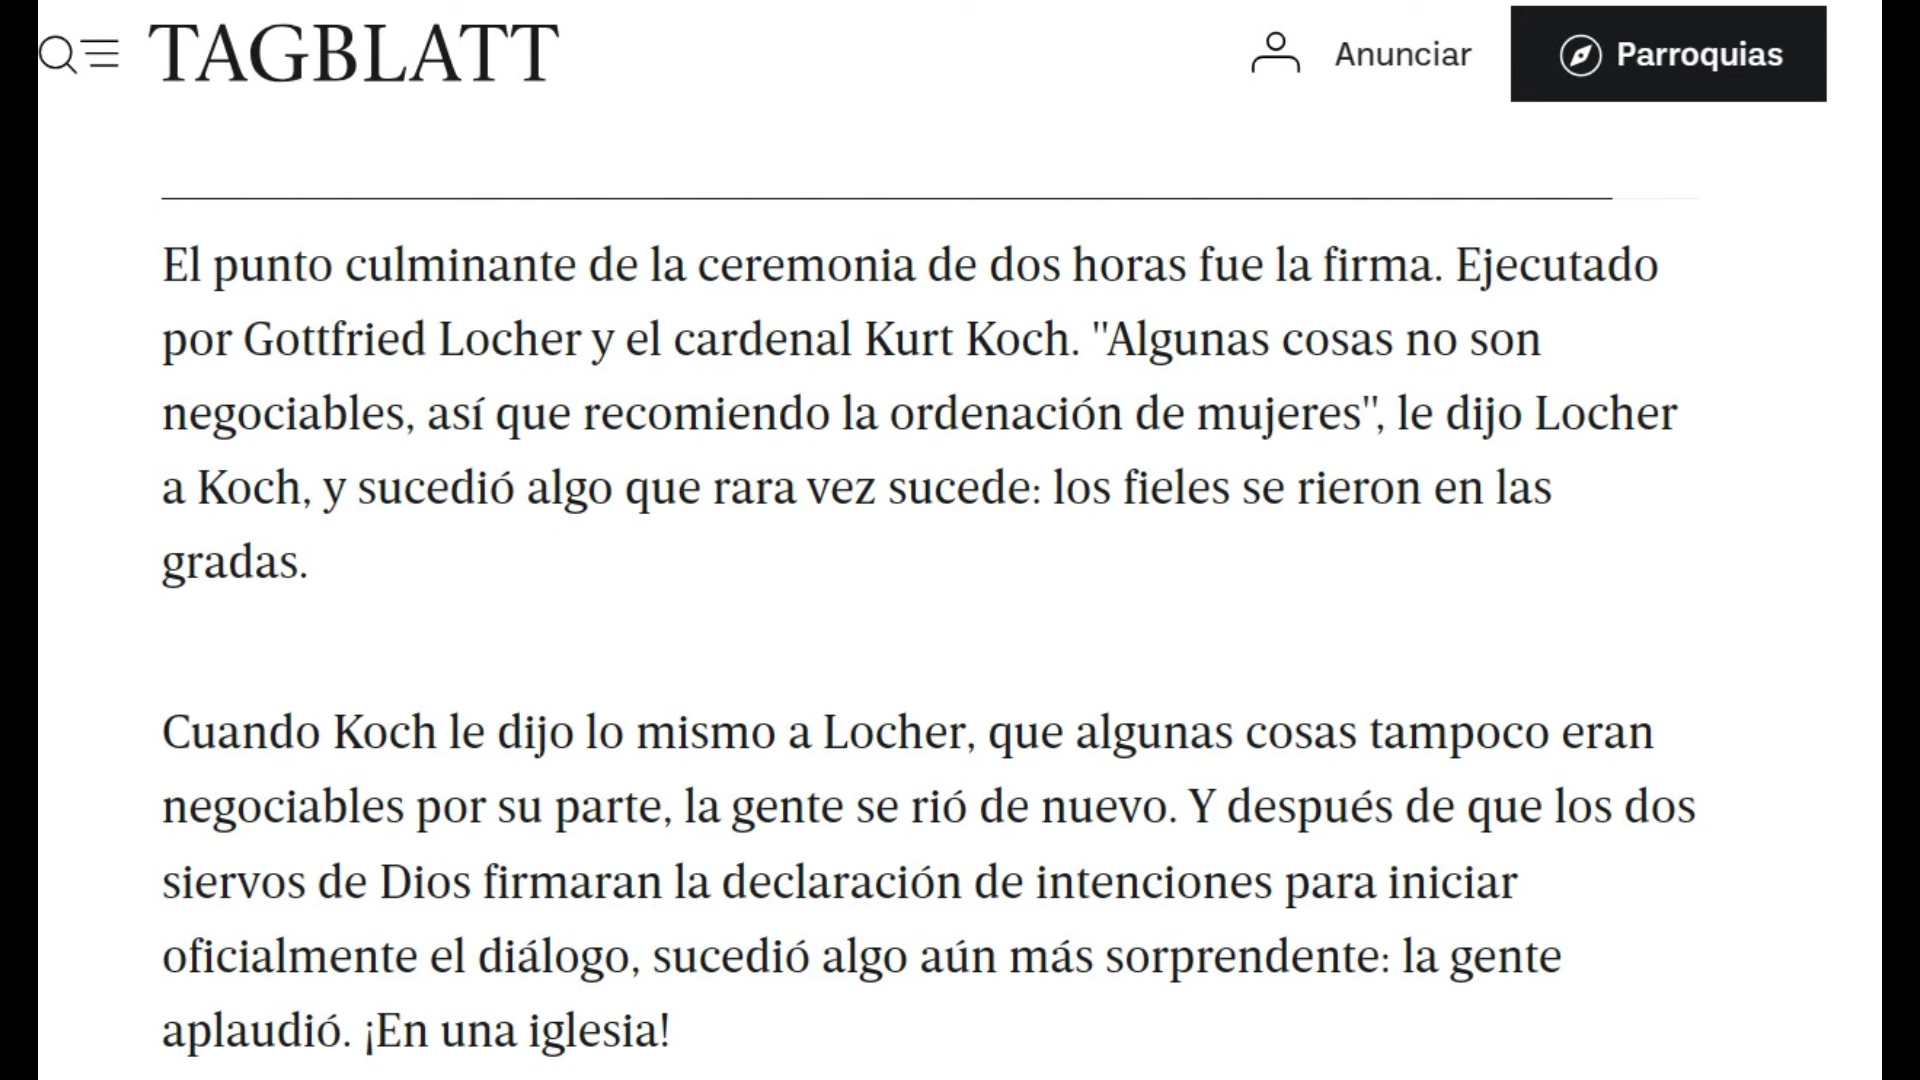 TAGBLATT
Anunciar
Parroquias
El punto culminante de la ceremonia de dos horas fue la firma. Ejecutado
por Gottfried Locher y el cardenal Kurt Koch. "Algunas cosas no son
negociables, así que recomiendo la ordenación de mujeres", le dijo Locher
a Koch, y sucedió algo que rara vez sucede: los fieles se rieron en las
gradas.
Cuando Koch le dijo lo mismo a Locher, que algunas cosas tampoco eran
negociables por su parte, la gente se rió de nuevo. Y después de que los dos
siervos de Dios firmaran la declaración de intenciones para iniciar
oficialmente el diálogo, sucedió algo aún más sorprendente: la gente
aplaudió. ¡En una iglesia!